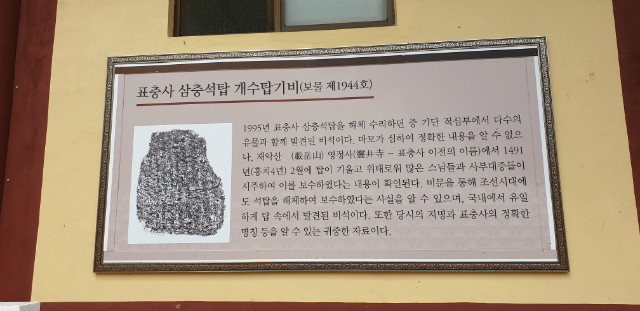 표충사 삼층석탑 개수탑기비(보물 제1944호)
1995년 표충사 삼층석탑을 해체 수리하던 중 기단 적심부에서 다수의
유물과 함께 발견된 비석이다. 마모가 심하여 정확한 내용을 알 수 없으
나, 재악산 (載岳山) 영정사(靈井寺 - 표충사 이전의 이름)에서 1491
년(홍치4년) 2월에 탑이 기울고 위태로워 많은 스님들과 사부대중들이
시주하여 이를 보수하였다는 내용이 확인된다. 비문을 통해 조선시대에
도 석탑을 해체하여 보수하였다는 사실을 알 수 있으며, 국내에서 유일
하게 탑 속에서 발견된 비석이다. 또한 당시의 지명과 표충사의 정확한
명칭 등을 알 수 있는 귀중한 자료이다.